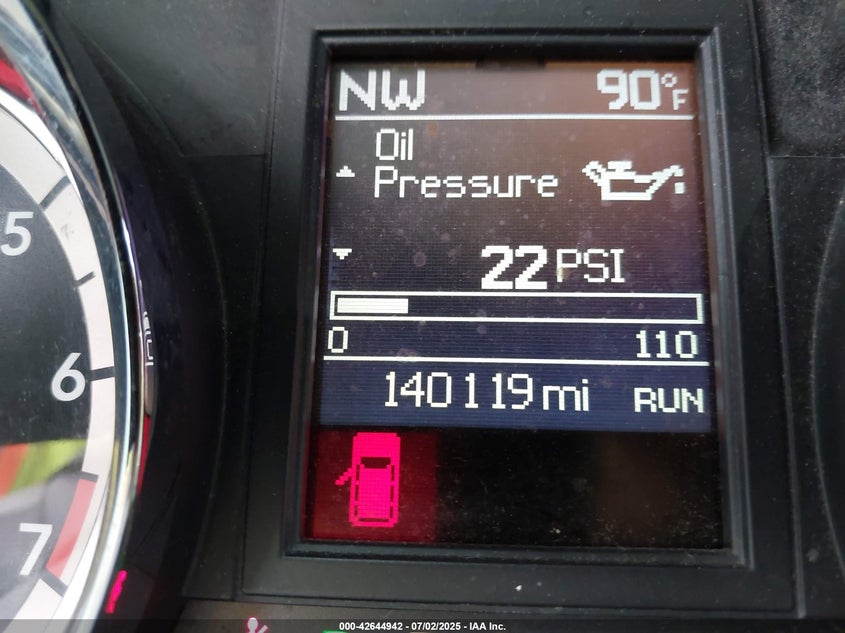 NW 90°F
Oil
Pressure
22 PSI
0 110
140119 mi RUN
5
6
7
000-42644942 - 07/02/2025 - IAA Inc.